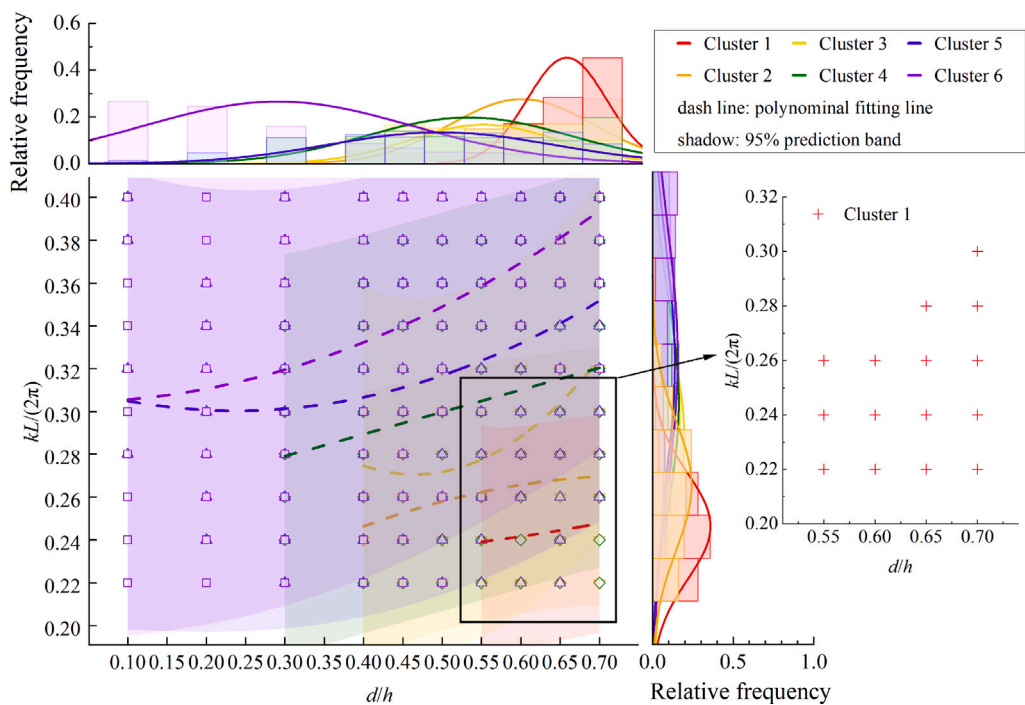 Relative frequency
0.6
0.4
0.2
0.0
Cluster 1 Cluster 3 Cluster 5
Cluster 2 Cluster 4 Cluster 6
dash line: polynominal fitting line
shadow: 95% prediction band
kL/(2π)
0.40
0.38
0.36
0.34
0.32
0.30
0.28
0.26
0.24
0.22
0.20
0.10 0.15 0.20 0.25 0.30 0.35 0.40 0.45 0.50 0.55 0.60 0.65 0.70
d/h
0.0 0.5 1.0
Relative frequency
kL/(2π)
0.32
0.30
0.28
0.26
0.24
0.22
0.20
Cluster 1
0.55 0.60 0.65 0.70
d/h